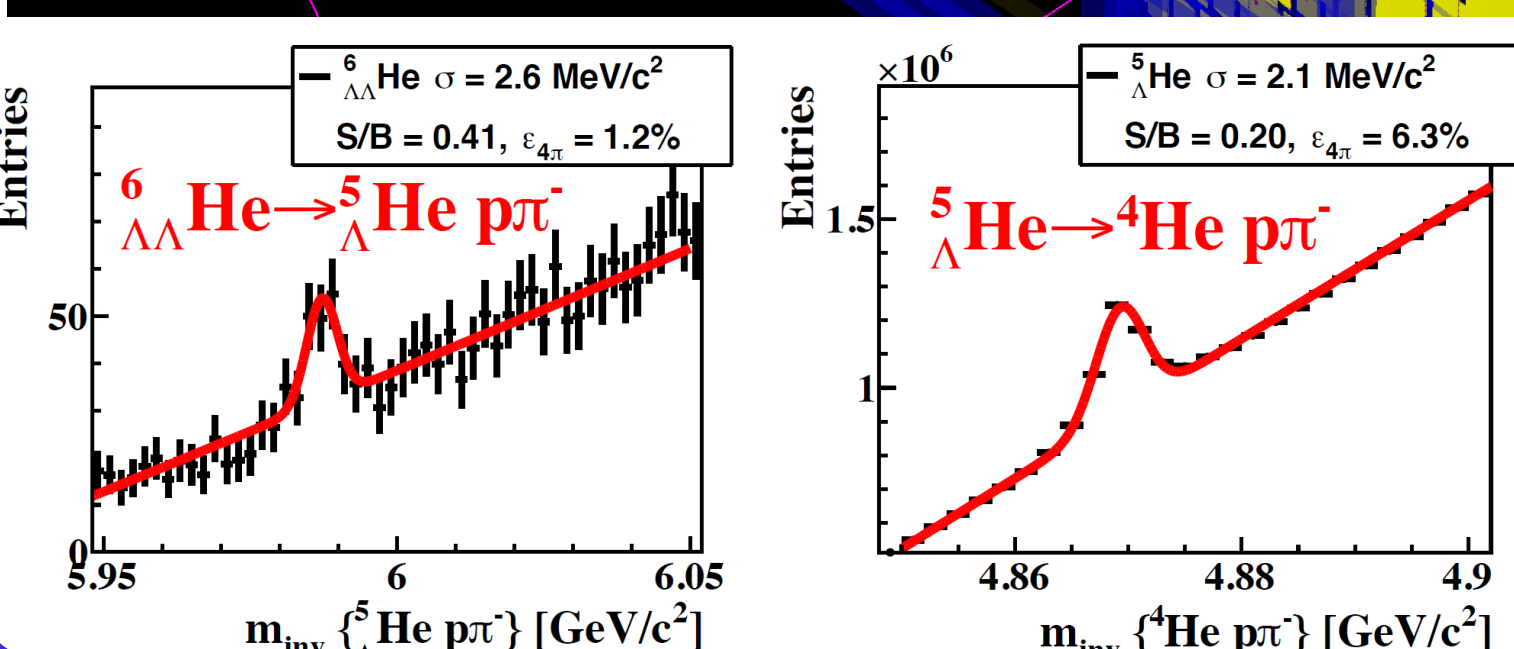 ⁶ΛΛHe σ = 2.6 MeV/c²
S/B = 0.41, ε4π = 1.2%
Entries
⁶ΛΛHe→⁵ΛHe pπ⁻
50
0
5.95 6 6.05
minv {⁵ΛHe pπ⁻} [GeV/c²]
×10⁶
⁵ΛHe σ = 2.1 MeV/c²
S/B = 0.20, ε4π = 6.3%
Entries
⁵ΛHe→⁴He pπ⁻
1.5
1
4.86 4.88 4.9
minv {⁴He pπ⁻} [GeV/c²]